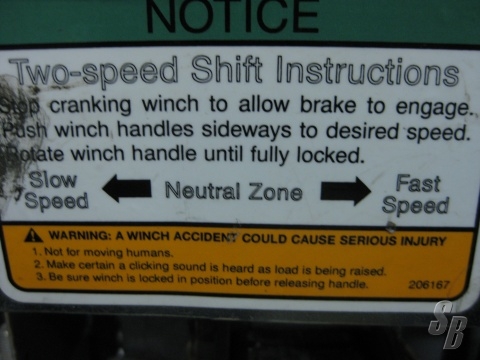 NOTICE
Two-speed Shift Instructions
Stop cranking winch to allow brake to engage.
Push winch handles sideways to desired speed.
Rotate winch handle until fully locked.
Slow Speed
Neutral Zone
Fast Speed
WARNING: A WINCH ACCIDENT COULD CAUSE SERIOUS INJURY
1. Not for moving humans.
2. Make certain a clicking sound is heard as load is being raised.
3. Be sure winch is locked in position before releasing handle.
206167
SB